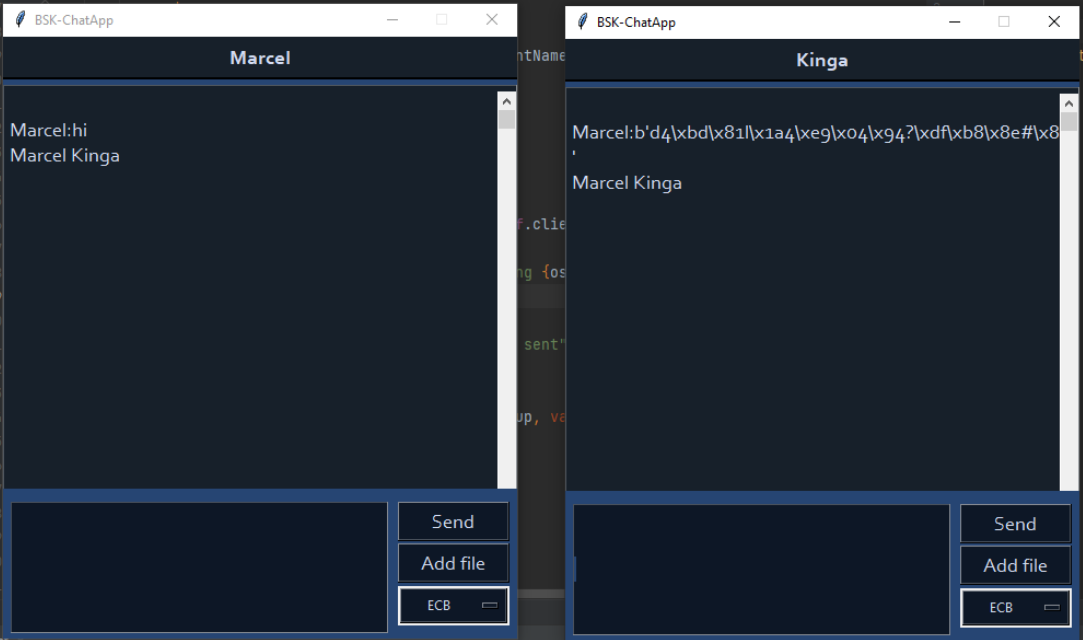 BSK-ChatApp
Marcel
Marcel:hi
Marcel Kinga
Send
Add file
ECB
ntName
f.clie
ng {os
sent"
up, va
BSK-ChatApp
Kinga
Marcel:b'd4\xbd\x81l\x1a4\xe9\x04\x94?\xdf\xb8\x8e#\x8
'
Marcel Kinga
Send
Add file
ECB